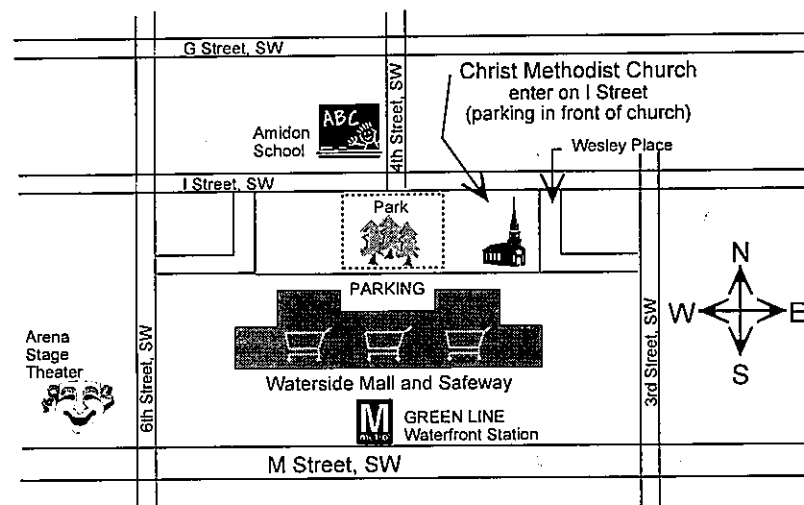 G Street, SW
4th Street, SW
Christ Methodist Church
enter on I Street
(parking in front of church)
ABC
Amidon
School
Wesley Place
I Street, SW
Park
N
W
E
S
PARKING
Arena
Stage
Theater
6th Street, SW
3rd Street, SW
Waterside Mall and Safeway
M
metro
GREEN LINE
Waterfront Station
M Street, SW